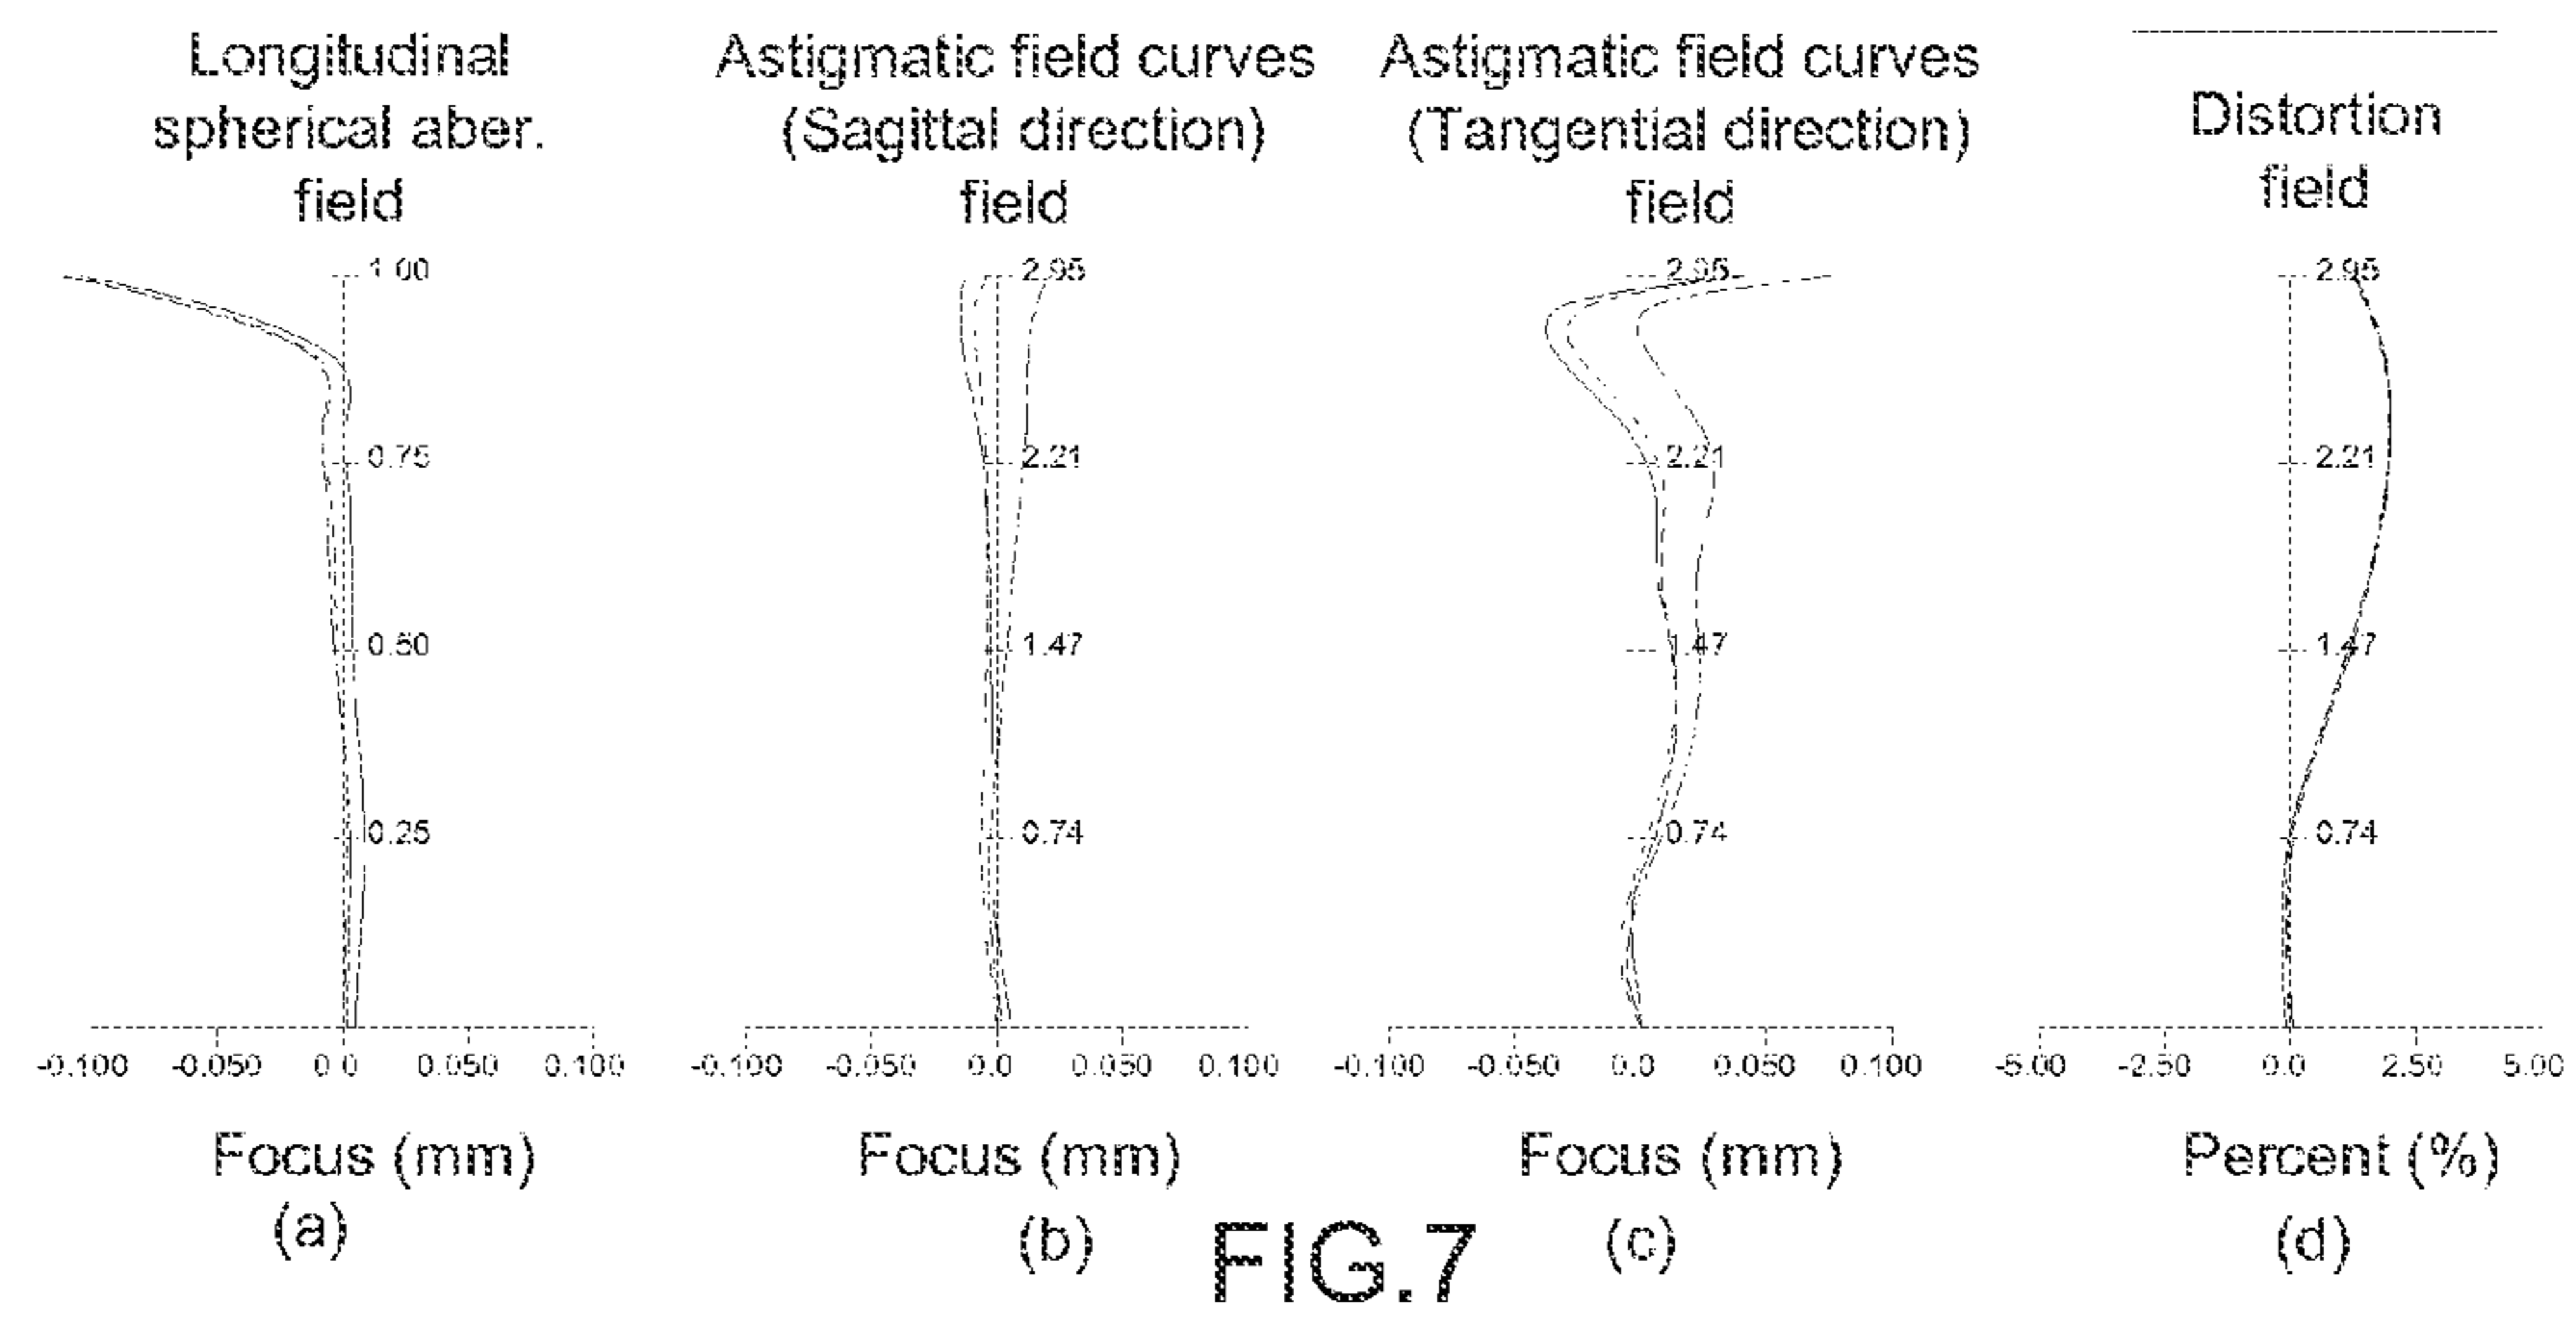 Longitudinal
spherical aber.
field
1.00
0.75
0.50
0.25
-0.100 -0.050 0.0 0.050 0.100
Focus (mm)
(a)
Astigmatic field curves
(Sagittal direction)
field
2.95
2.21
1.47
0.74
-0.100 -0.050 0.0 0.050 0.100
Focus (mm)
(b)
Astigmatic field curves
(Tangential direction)
field
2.95
2.21
1.47
0.74
-0.100 -0.050 0.0 0.050 0.100
Focus (mm)
(c)
Distortion
field
2.95
2.21
1.47
0.74
-5.00 -2.50 0.0 2.50 5.00
Percent (%)
(d)
FIG.7